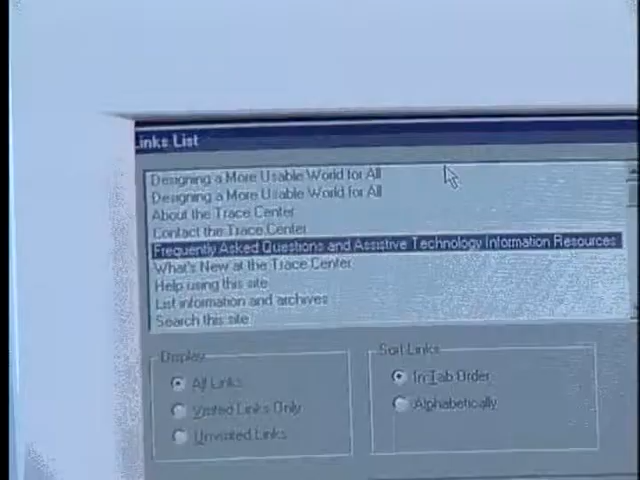 Links List
Designing a More Usable World for All
Designing a More Usable World for All
About the Trace Center
Contact the Trace Center
Frequently Asked Questions and Assistive Technology Information Resources
What's New at the Trace Center
Help using this site
List information and archives
Search this site
Display
Sort Links
All Links
In Tab Order
Visited Links Only
Alphabetically
Unvisited Links